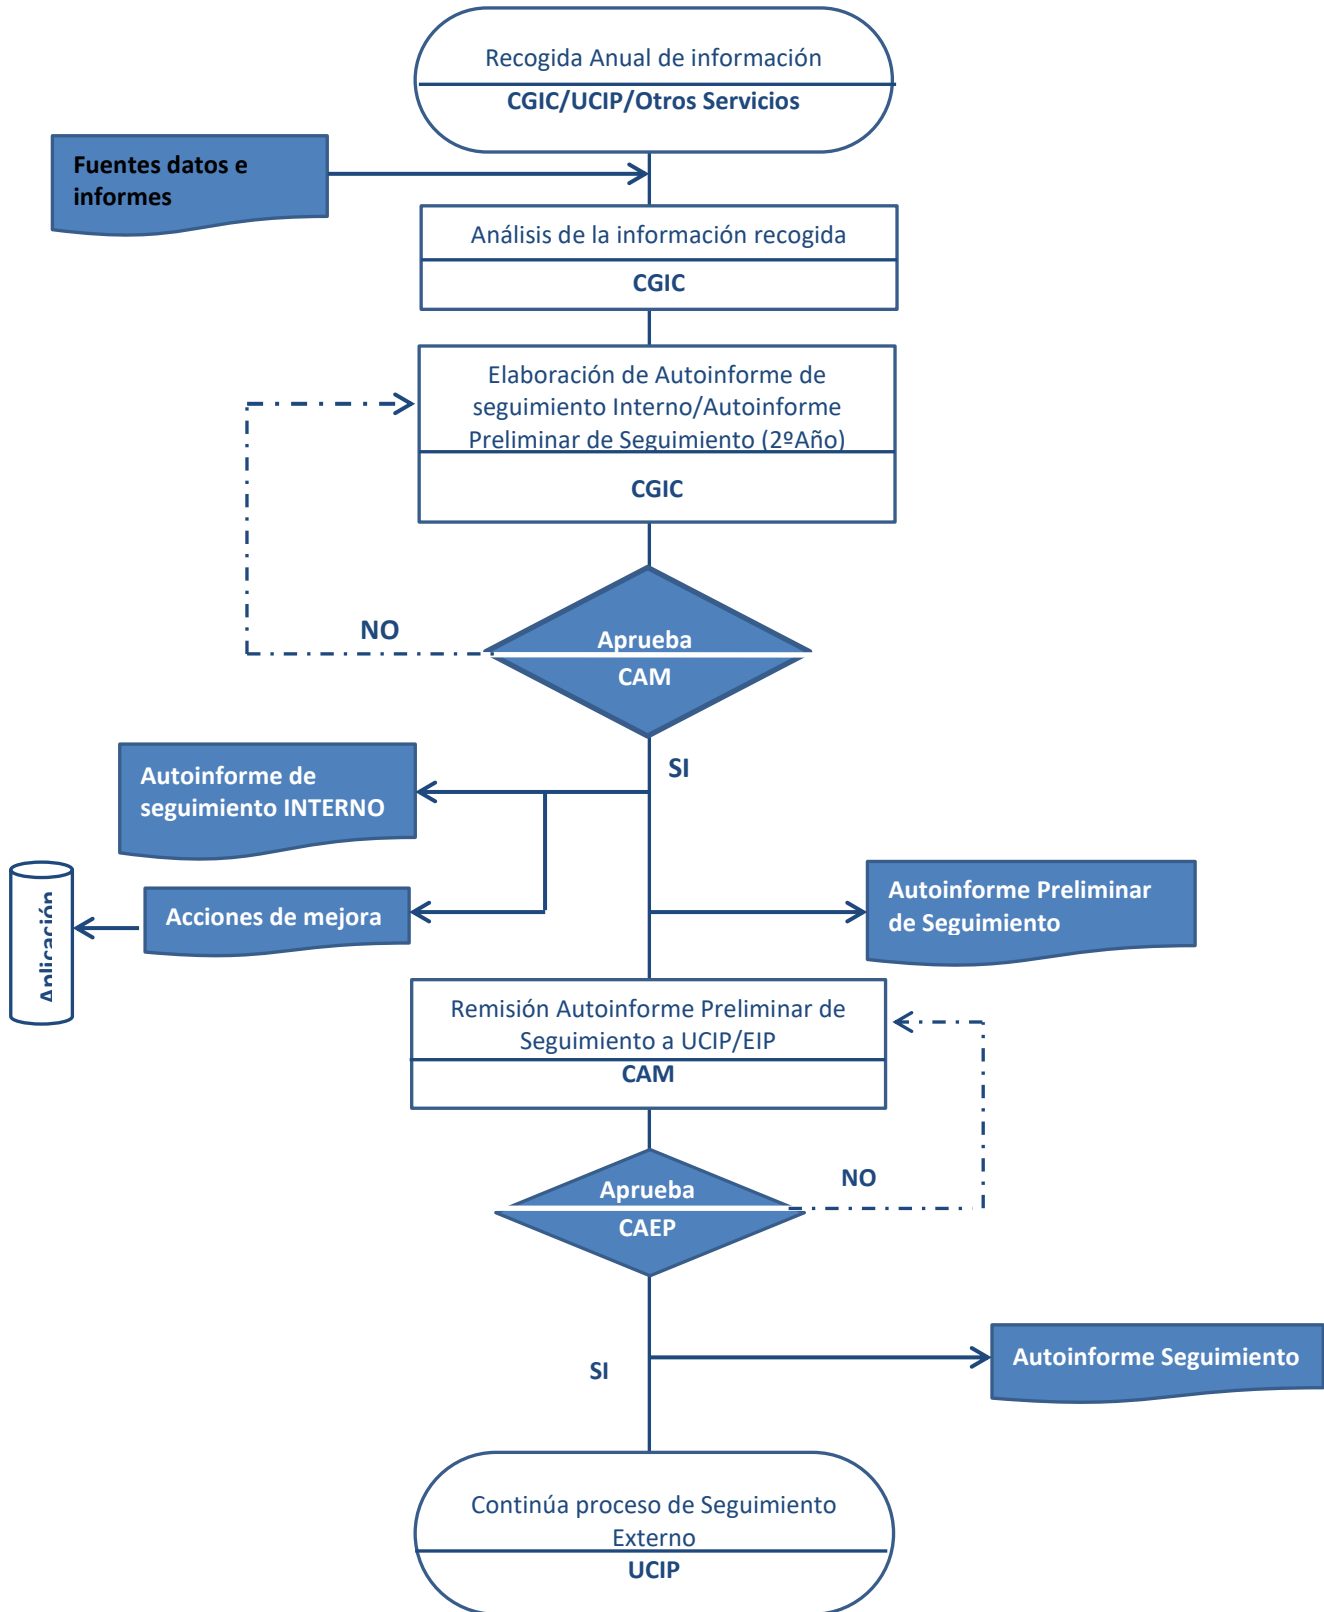 Recogida Anual de información
CGIC/UCIP/Otros Servicios
Fuentes datos e
informes
Análisis de la información recogida
CGIC
Elaboración de Autoinforme de
seguimiento Interno/Autoinforme
Preliminar de Seguimiento (2ºAño)
CGIC
NO
Aprueba
CAM
SI
Autoinforme de
seguimiento INTERNO
Autoinforme Preliminar
de Seguimiento
Acciones de mejora
Aplicación
Remisión Autoinforme Preliminar de
Seguimiento a UCIP/EIP
CAM
Aprueba
CAEP
NO
SI
Autoinforme Seguimiento
Continúa proceso de Seguimiento
Externo
UCIP